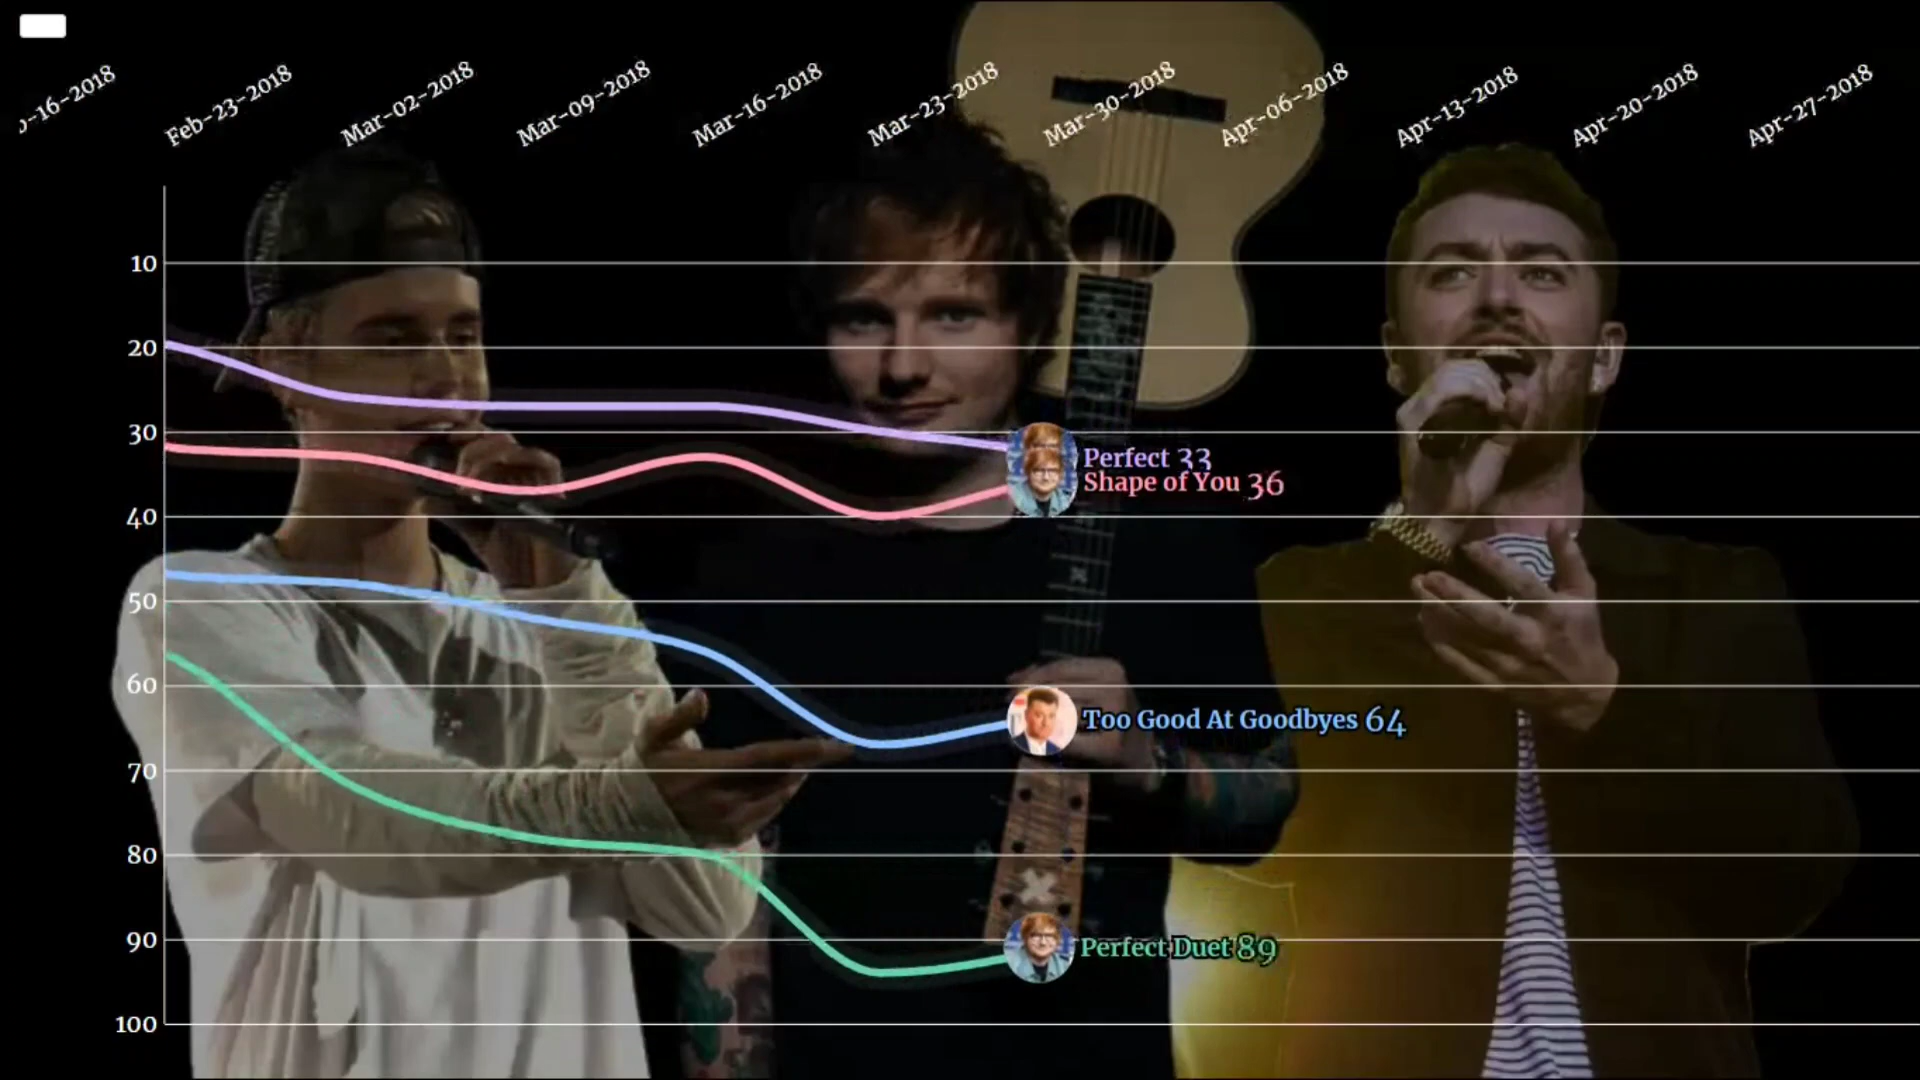 -16-2018
Feb-23-2018
Mar-02-2018
Mar-09-2018
Mar-16-2018
Mar-23-2018
Mar-30-2018
Apr-06-2018
Apr-13-2018
Apr-20-2018
Apr-27-2018
10
20
30
40
50
60
70
80
90
100
Perfect 33
Shape of You 36
Too Good At Goodbyes 64
Perfect Duet 89